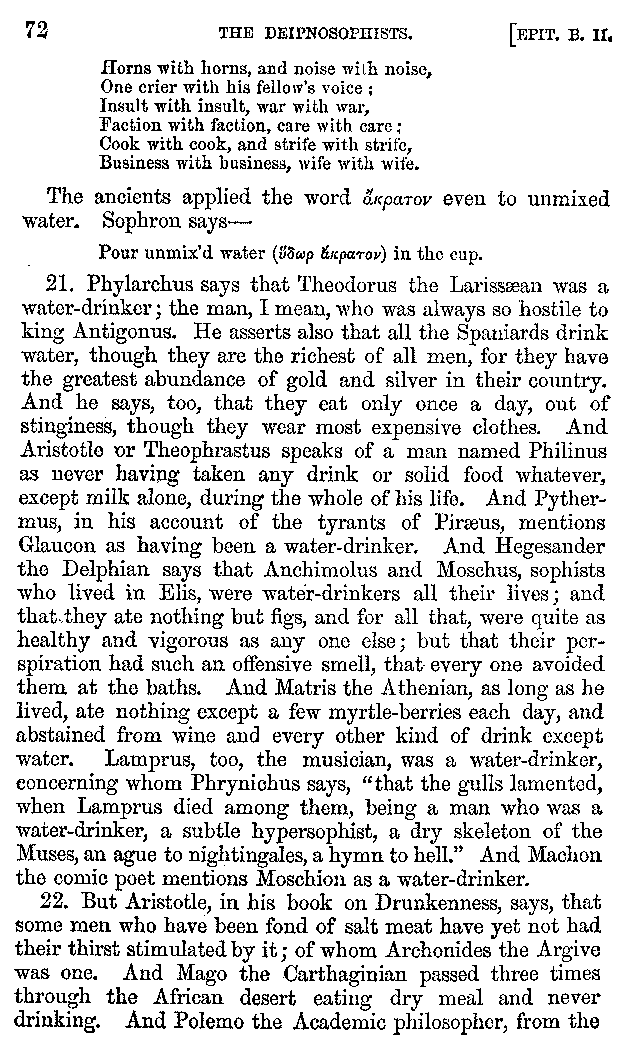 72 THE DEIPNOSOPHISTS. [EPIT. B. II.
Horns with horns, and noise with noise,
One crier with his fellow's voice ;
Insult with insult, war with war,
Faction with faction, care with care ;
Cook with cook, and strife with strife,
Business with business, wife with wife.
The ancients applied the word ἄκρατον even to unmixed
water. Sophron says—
Pour unmix'd water (ὕδωρ ἄκρατον) in the cup.
21. Phylarchus says that Theodorus the Larissæan was a
water-drinker; the man, I mean, who was always so hostile to
king Antigonus. He asserts also that all the Spaniards drink
water, though they are the richest of all men, for they have
the greatest abundance of gold and silver in their country.
And he says, too, that they eat only once a day, out of
stinginess, though they wear most expensive clothes. And
Aristotle or Theophrastus speaks of a man named Philinus
as never having taken any drink or solid food whatever,
except milk alone, during the whole of his life. And Pyther-
mus, in his account of the tyrants of Piræus, mentions
Glaucon as having been a water-drinker. And Hegesander
the Delphian says that Anchimolus and Moschus, sophists
who lived in Elis, were water-drinkers all their lives; and
that they ate nothing but figs, and for all that, were quite as
healthy and vigorous as any one else; but that their per-
spiration had such an offensive smell, that every one avoided
them at the baths. And Matris the Athenian, as long as he
lived, ate nothing except a few myrtle-berries each day, and
abstained from wine and every other kind of drink except
water. Lamprus, too, the musician, was a water-drinker,
concerning whom Phrynichus says, "that the gulls lamented,
when Lamprus died among them, being a man who was a
water-drinker, a subtle hypersophist, a dry skeleton of the
Muses, an ague to nightingales, a hymn to hell." And Machon
the comic poet mentions Moschion as a water-drinker.
22. But Aristotle, in his book on Drunkenness, says, that
some men who have been fond of salt meat have yet not had
their thirst stimulated by it; of whom Archonides the Argive
was one. And Mago the Carthaginian passed three times
through the African desert eating dry meal and never
drinking. And Polemo the Academic philosopher, from the